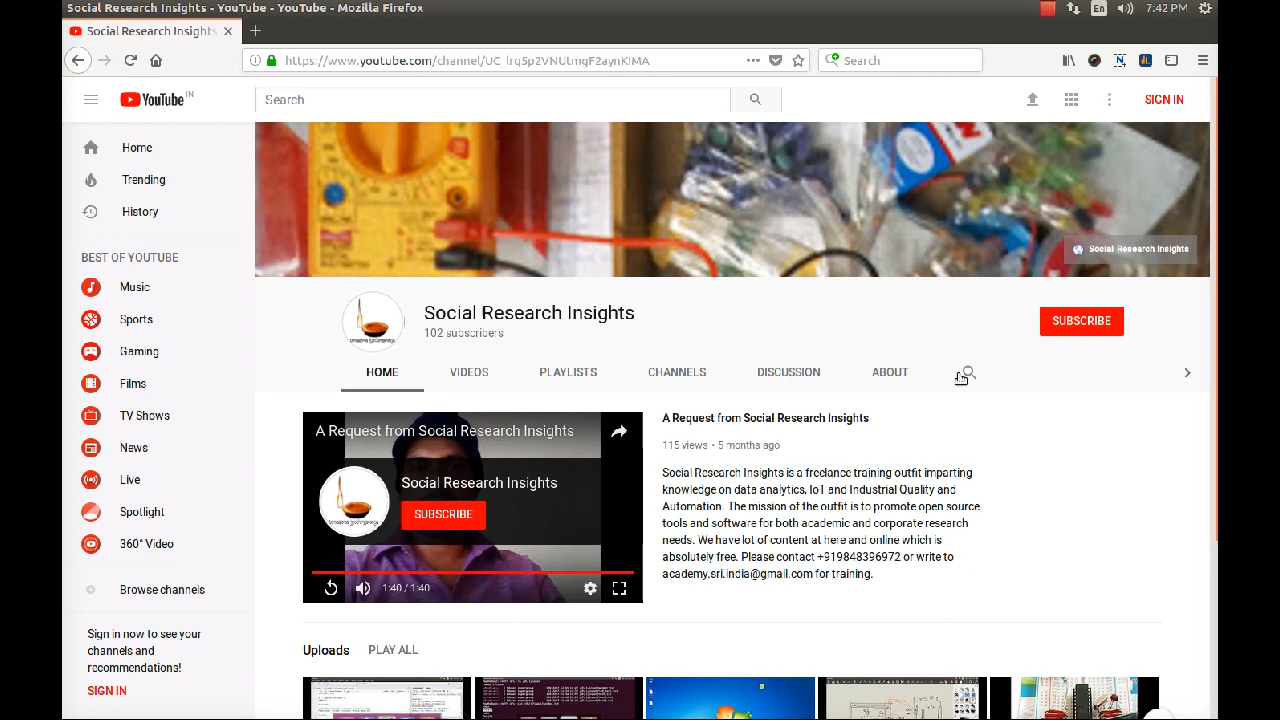 Social Research Insights - YouTube - YouTube - Mozilla Firefox
En
7:42 PM
Social Research Insights
https://www.youtube.com/channel/UC_lrq5p2VNUtmgF2aynKIMA
Search
YouTube IN
Search
SIGN IN
Home
Trending
History
BEST OF YOUTUBE
Music
Sports
Gaming
Films
TV Shows
News
Live
Spotlight
360° Video
Browse channels
Sign in now to see your
channels and
recommendations!
SIGN IN
Social Research Insights
Social Research Insights
102 subscribers
SUBSCRIBE
HOME
VIDEOS
PLAYLISTS
CHANNELS
DISCUSSION
ABOUT
A Request from Social Research Insights
Social Research Insights
SUBSCRIBE
1:40 / 1:40
A Request from Social Research Insights
115 views • 5 months ago
Social Research Insights is a freelance training outfit imparting
knowledge on data analytics. IoT and Industrial Quality and
Automation. The mission of the outfit is to promote open source
tools and software for both academic and corporate research
needs. We have lot of content at here and online which is
absolutely free. Please contact +919848396972 or write to
academy.sri.india@gmail.com for training.
Uploads
PLAY ALL